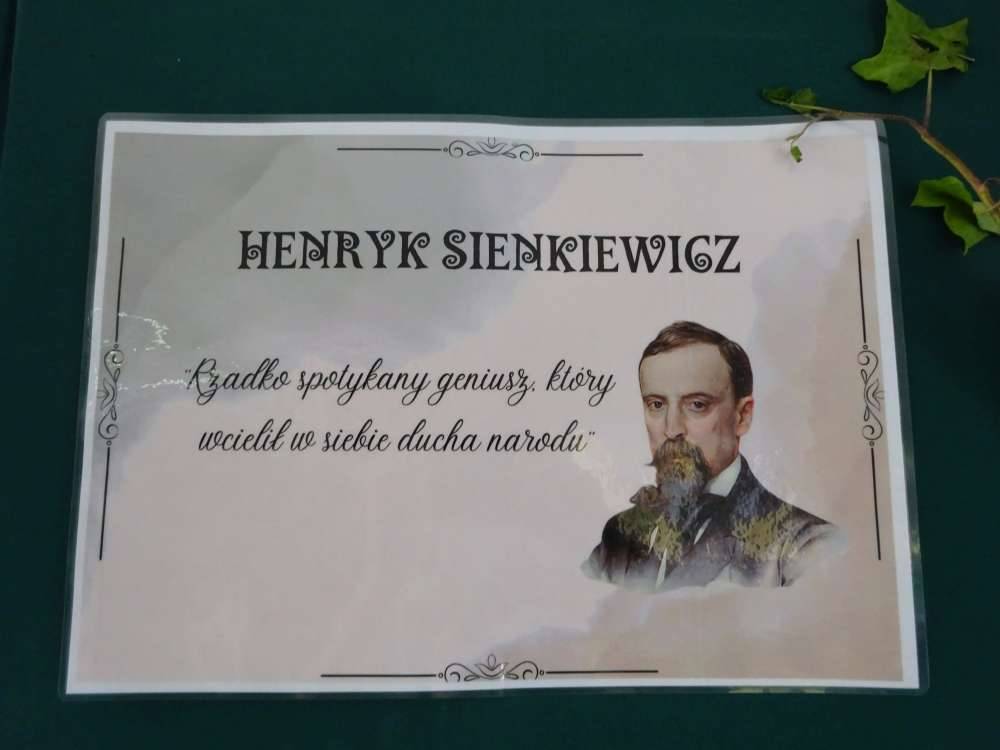 HENRYK SIENKIEWICZ
"Rzadko spotykany geniusz, który
wcielił w siebie ducha narodu"